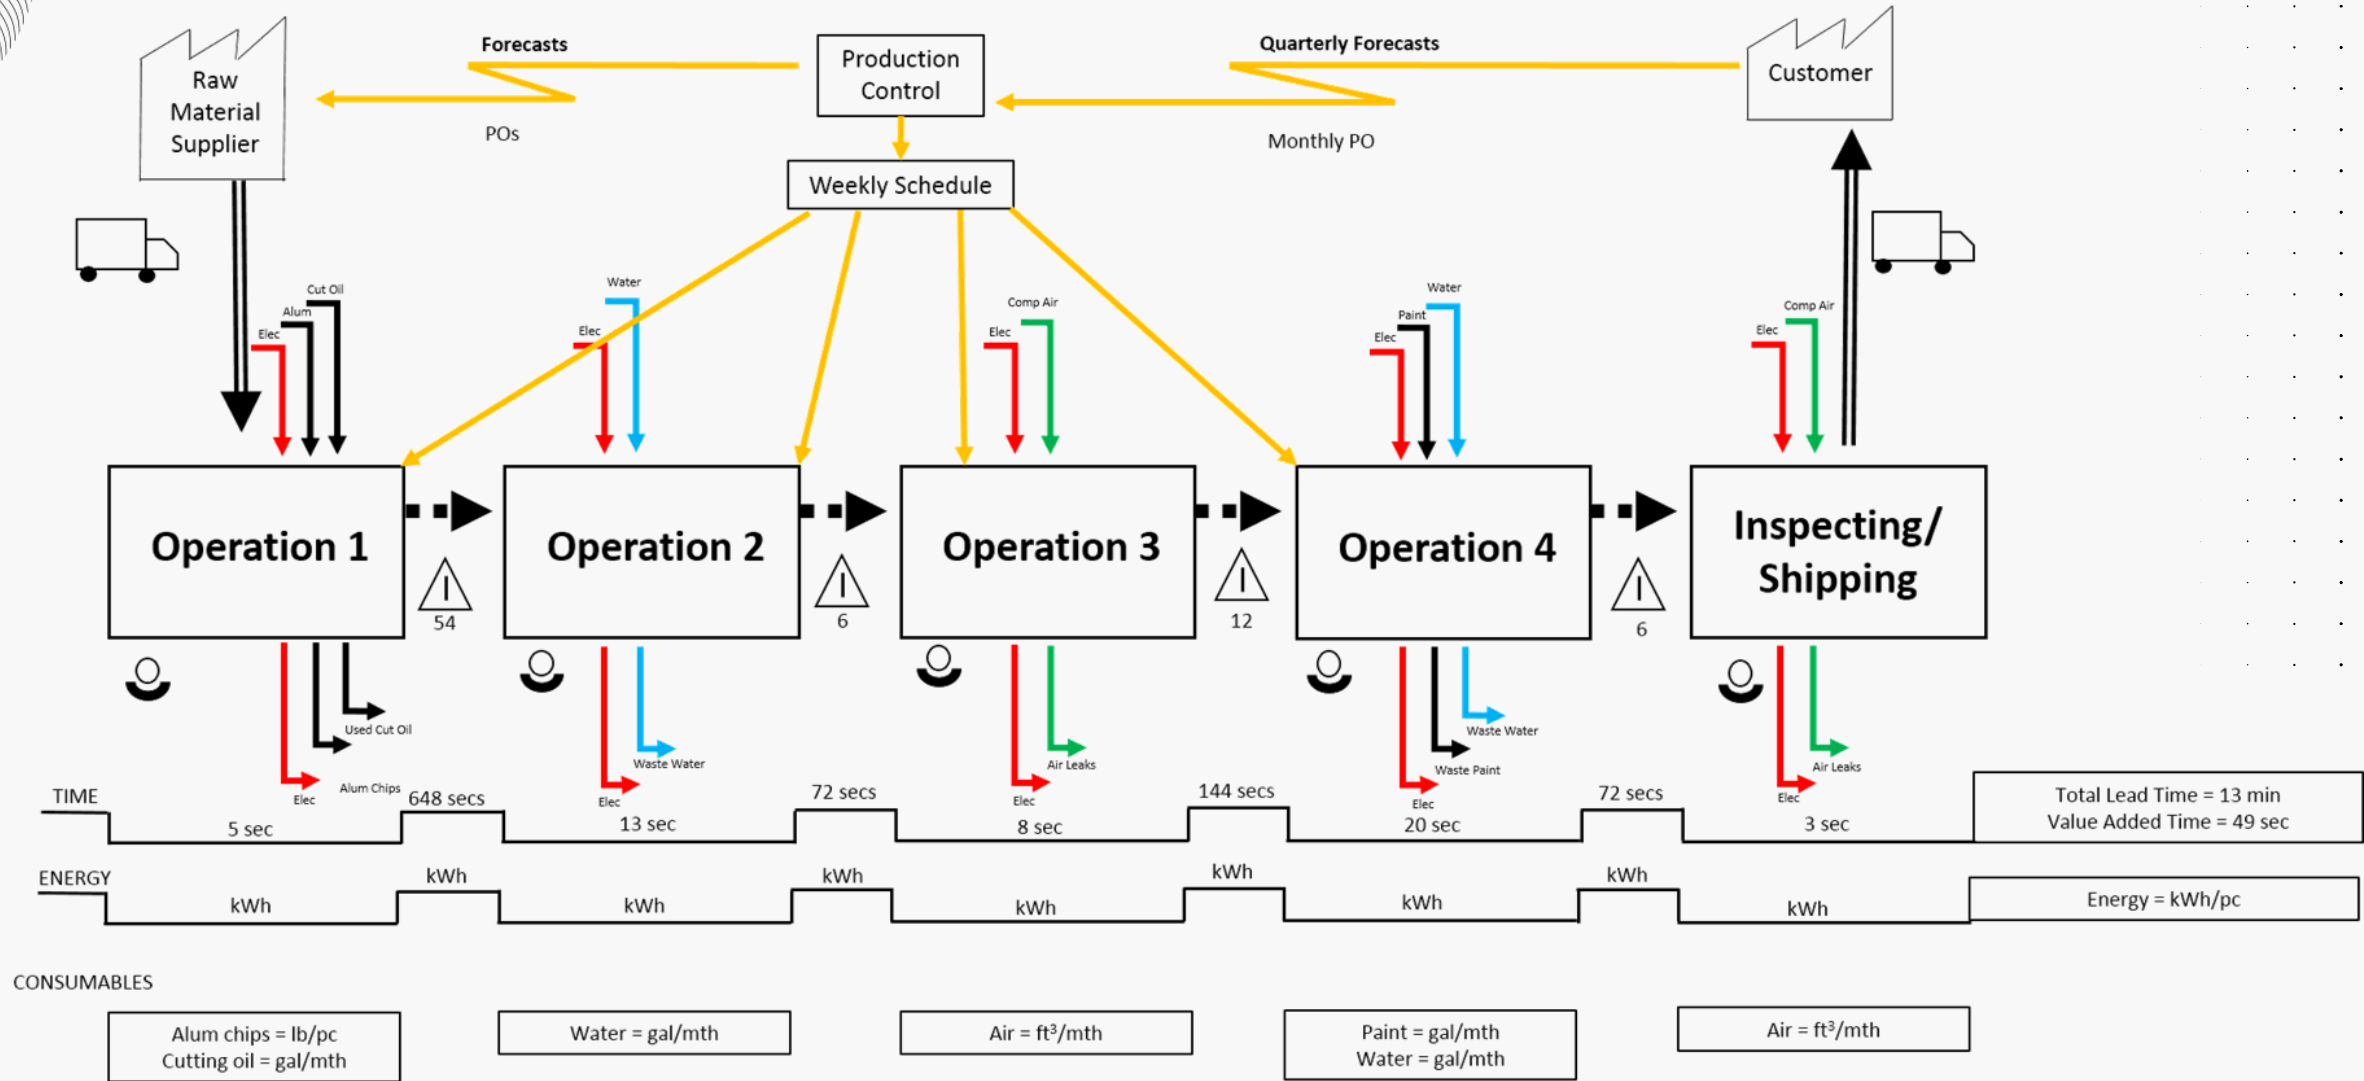 Forecasts
Quarterly Forecasts
Production
Control
Raw
Material
Supplier
Customer
POs
Monthly PO
Weekly Schedule
Cut Oil
Alum
Elec
Water
Elec
Comp Air
Elec
Water
Paint
Elec
Comp Air
Elec
Operation 1
Operation 2
Operation 3
Operation 4
Inspecting/
Shipping
54
6
12
6
Used Cut Oil
Alum Chips
Elec
Waste Water
Elec
Air Leaks
Elec
Waste Water
Waste Paint
Elec
Air Leaks
Elec
TIME
5 sec
648 secs
13 sec
72 secs
8 sec
144 secs
20 sec
72 secs
3 sec
Total Lead Time = 13 min
Value Added Time = 49 sec
ENERGY
kWh
kWh
kWh
kWh
kWh
kWh
kWh
kWh
kWh
Energy = kWh/pc
CONSUMABLES
Alum chips = lb/pc
Cutting oil = gal/mth
Water = gal/mth
Air = ft³/mth
Paint = gal/mth
Water = gal/mth
Air = ft³/mth